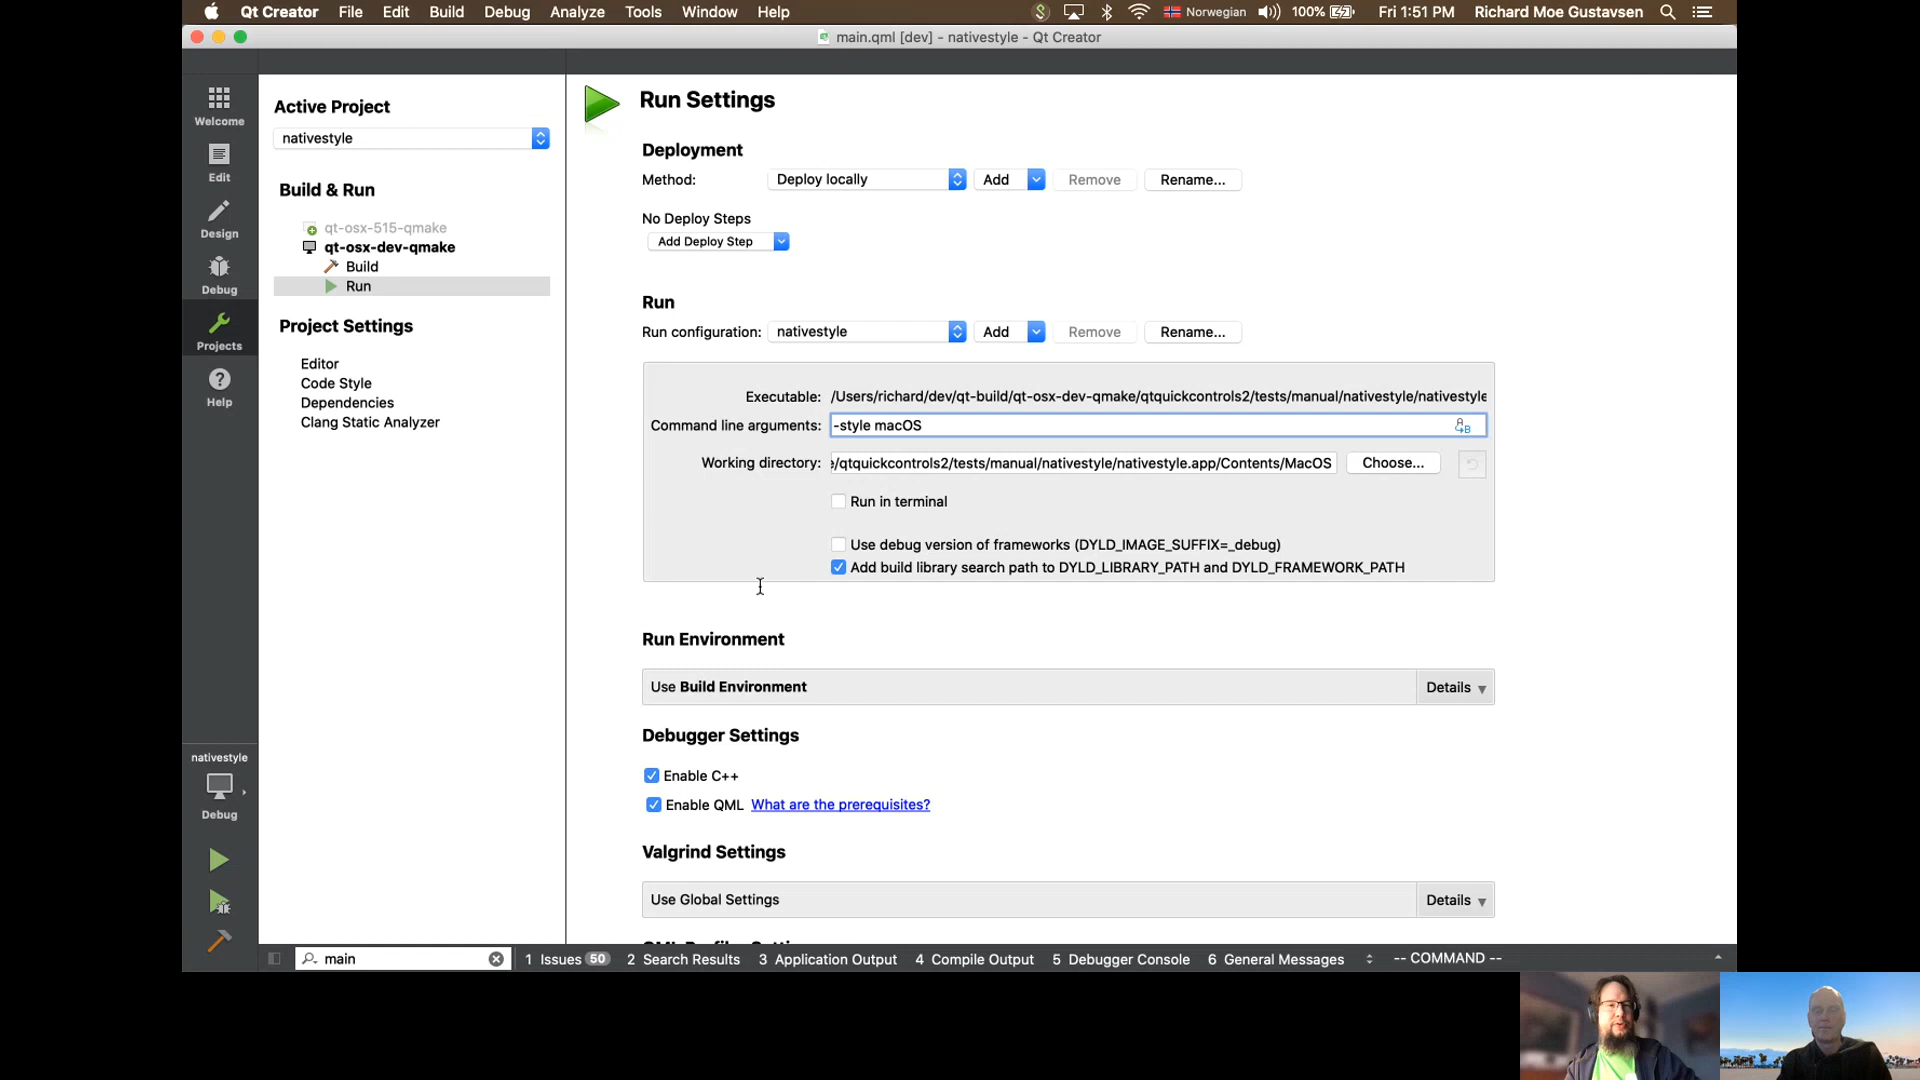 Qt Creator File Edit Build Debug Analyze Tools Window Help Norwegian 100% Fri 1:51 PM Richard Moe Gustavsen
main.qml [dev] - nativestyle - Qt Creator
Welcome
Edit
Design
Debug
Projects
Help
nativestyle
Debug
Active Project
nativestyle
Build & Run
qt-osx-515-qmake
qt-osx-dev-qmake
Build
Run
Project Settings
Editor
Code Style
Dependencies
Clang Static Analyzer
Run Settings
Deployment
Method: Deploy locally Add Remove Rename...
No Deploy Steps
Add Deploy Step
Run
Run configuration: nativestyle Add Remove Rename...
Executable: /Users/richard/dev/qt-build/qt-osx-dev-qmake/qtquickcontrols2/tests/manual/nativestyle/nativestyle
Command line arguments: -style macOS
Working directory: /qtquickcontrols2/tests/manual/nativestyle/nativestyle.app/Contents/MacOS Choose...
Run in terminal
Use debug version of frameworks (DYLD_IMAGE_SUFFIX=_debug)
Add build library search path to DYLD_LIBRARY_PATH and DYLD_FRAMEWORK_PATH
Run Environment
Use Build Environment Details
Debugger Settings
Enable C++
Enable QML What are the prerequisites?
Valgrind Settings
Use Global Settings Details
main 1 Issues 50 2 Search Results 3 Application Output 4 Compile Output 5 Debugger Console 6 General Messages -- COMMAND --